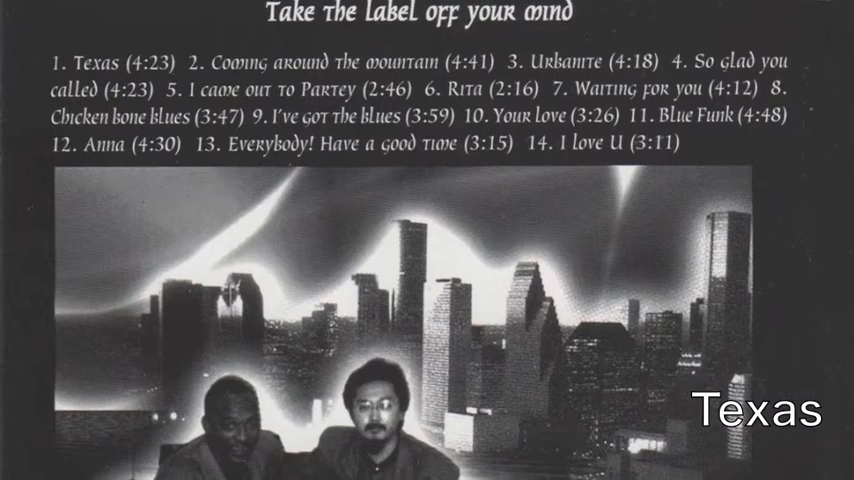 Take the label off your mind
1. Texas (4:23) 2. Coming around the mountain (4:41) 3. Urbanite (4:18) 4. So glad you
called (4:23) 5. I came out to Partey (2:46) 6. Rita (2:16) 7. Waiting for you (4:12) 8.
Chicken bone blues (3:47) 9. I've got the blues (3:59) 10. Your love (3:26) 11. Blue Funk (4:48)
12. Anna (4:30) 13. Everybody! Have a good time (3:15) 14. I love U (3:11)
Texas